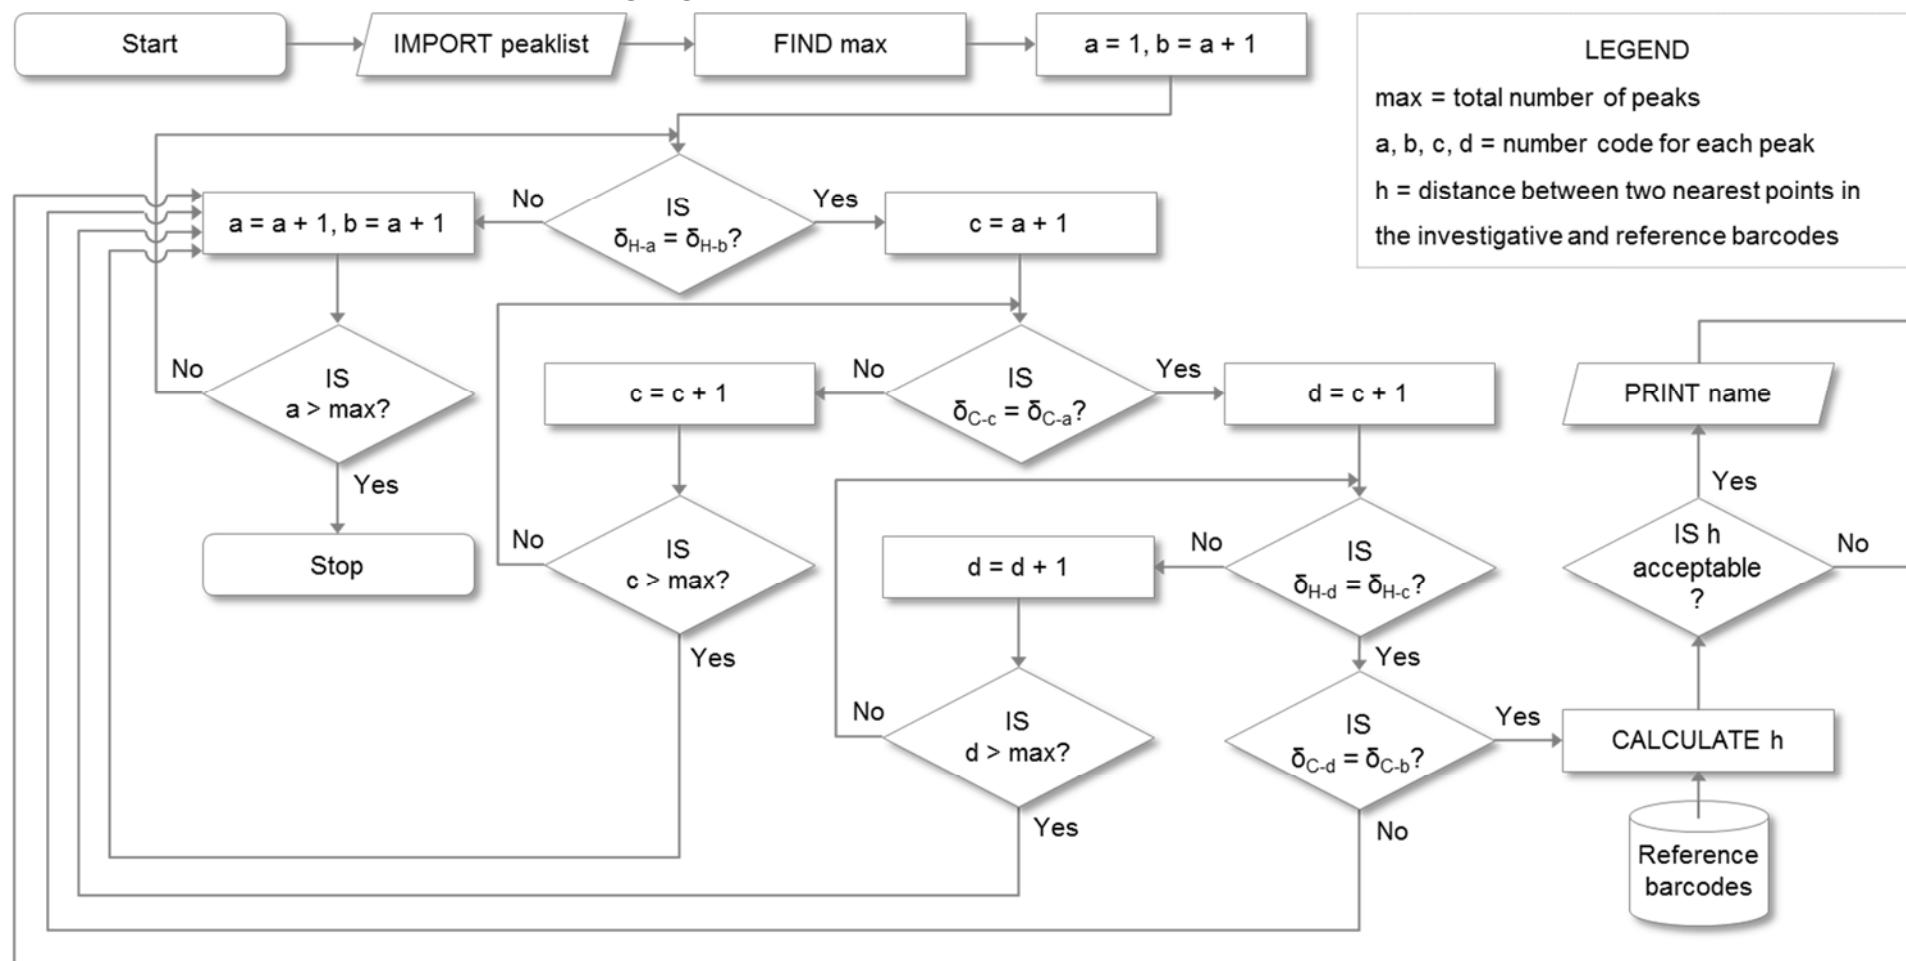 Start
IMPORT peaklist
FIND max
a = 1, b = a + 1
LEGEND
max = total number of peaks
a, b, c, d = number code for each peak
h = distance between two nearest points in
the investigative and reference barcodes
a = a + 1, b = a + 1
No
IS
δH-a = δH-b?
Yes
c = a + 1
No
IS
a > max?
Yes
Stop
c = c + 1
No
IS
δC-c = δC-a?
Yes
d = c + 1
PRINT name
Yes
No
IS
c > max?
Yes
d = d + 1
No
IS
δH-d = δH-c?
Yes
IS h
acceptable
?
No
No
IS
d > max?
Yes
IS
δC-d = δC-b?
Yes
No
CALCULATE h
Reference
barcodes